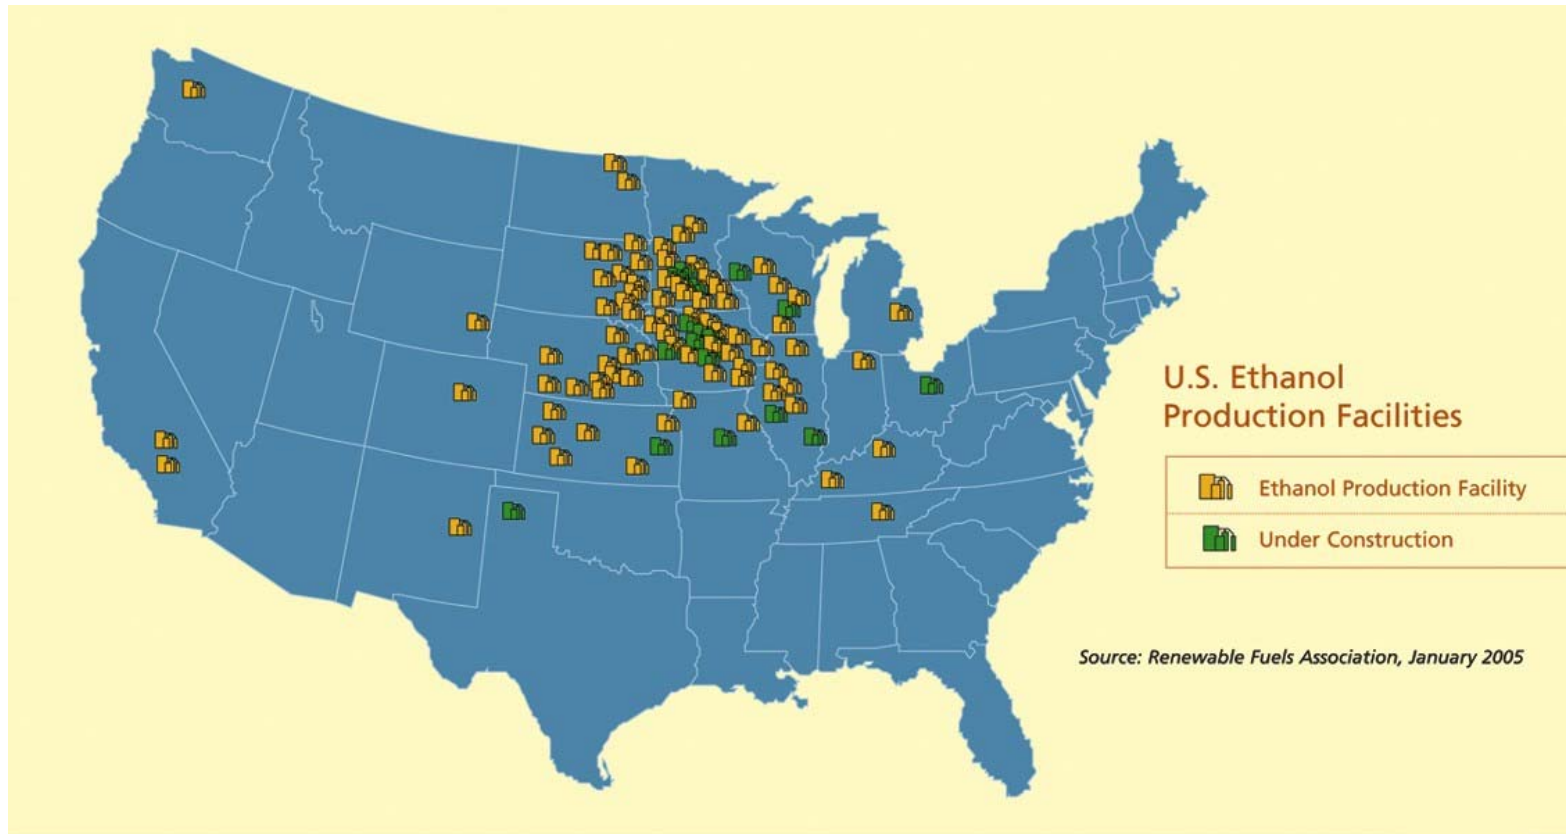 U.S. Ethanol
Production Facilities
Ethanol Production Facility
Under Construction
Source: Renewable Fuels Association, January 2005